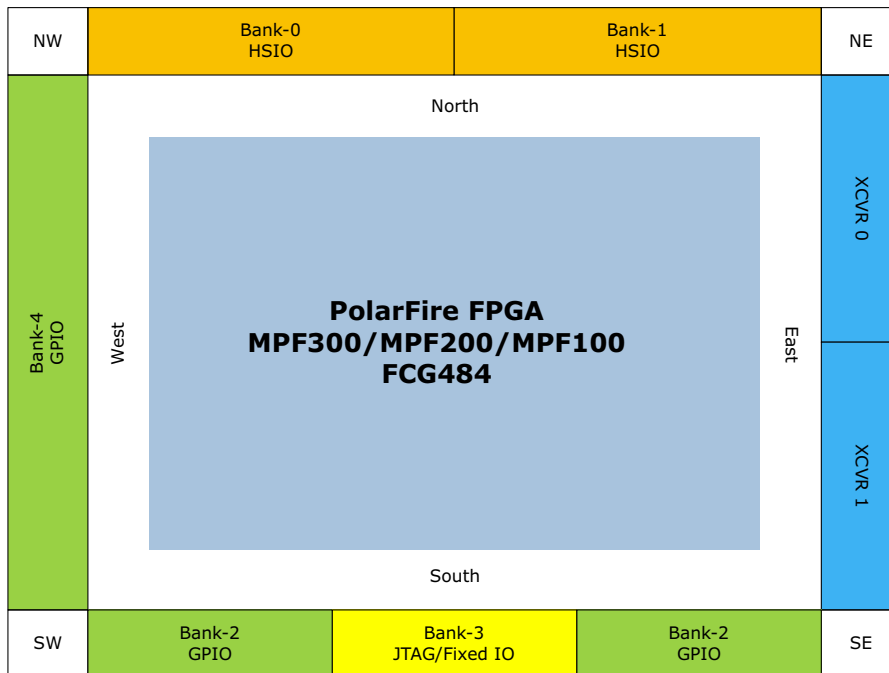 NW
Bank-0
HSIO
Bank-1
HSIO
NE
North
Bank-4
GPIO
West
PolarFire FPGA
MPF300/MPF200/MPF100
FCG484
East
XCVR 0
XCVR 1
South
SW
Bank-2
GPIO
Bank-3
JTAG/Fixed IO
Bank-2
GPIO
SE